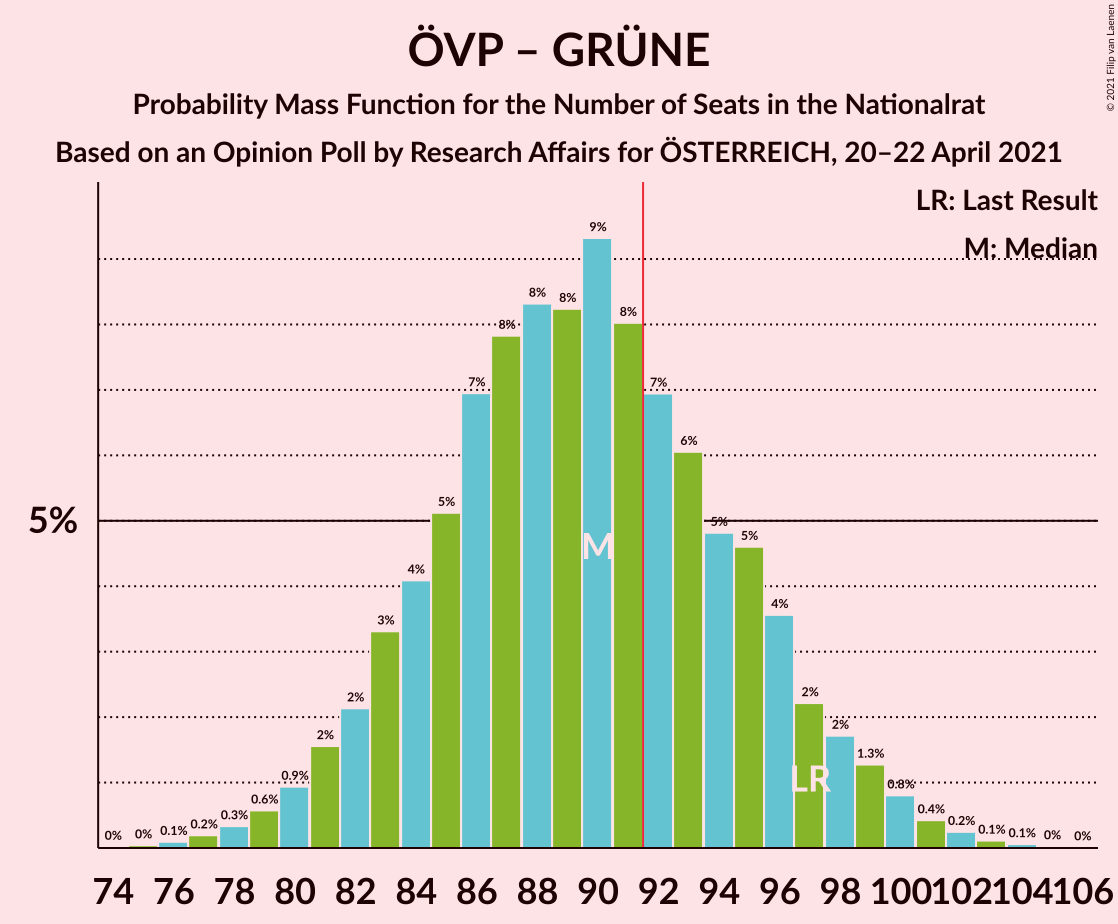 ÖVP – GRÜNE
Probability Mass Function for the Number of Seats in the Nationalrat
Based on an Opinion Poll by Research Affairs for ÖSTERREICH, 20–22 April 2021
© 2021 Filip van Laenen
LR: Last Result
M: Median
5%
0% 0% 0.1% 0.2% 0.3% 0.6% 0.9% 2% 2% 3% 4% 5% 7% 8% 8% 8% 9% 8% 7% 6% 5% 5% 4% 2% 2% 1.3% 0.8% 0.4% 0.2% 0.1% 0.1% 0% 0%
M
LR
74 76 78 80 82 84 86 88 90 92 94 96 98 100 102 104 106